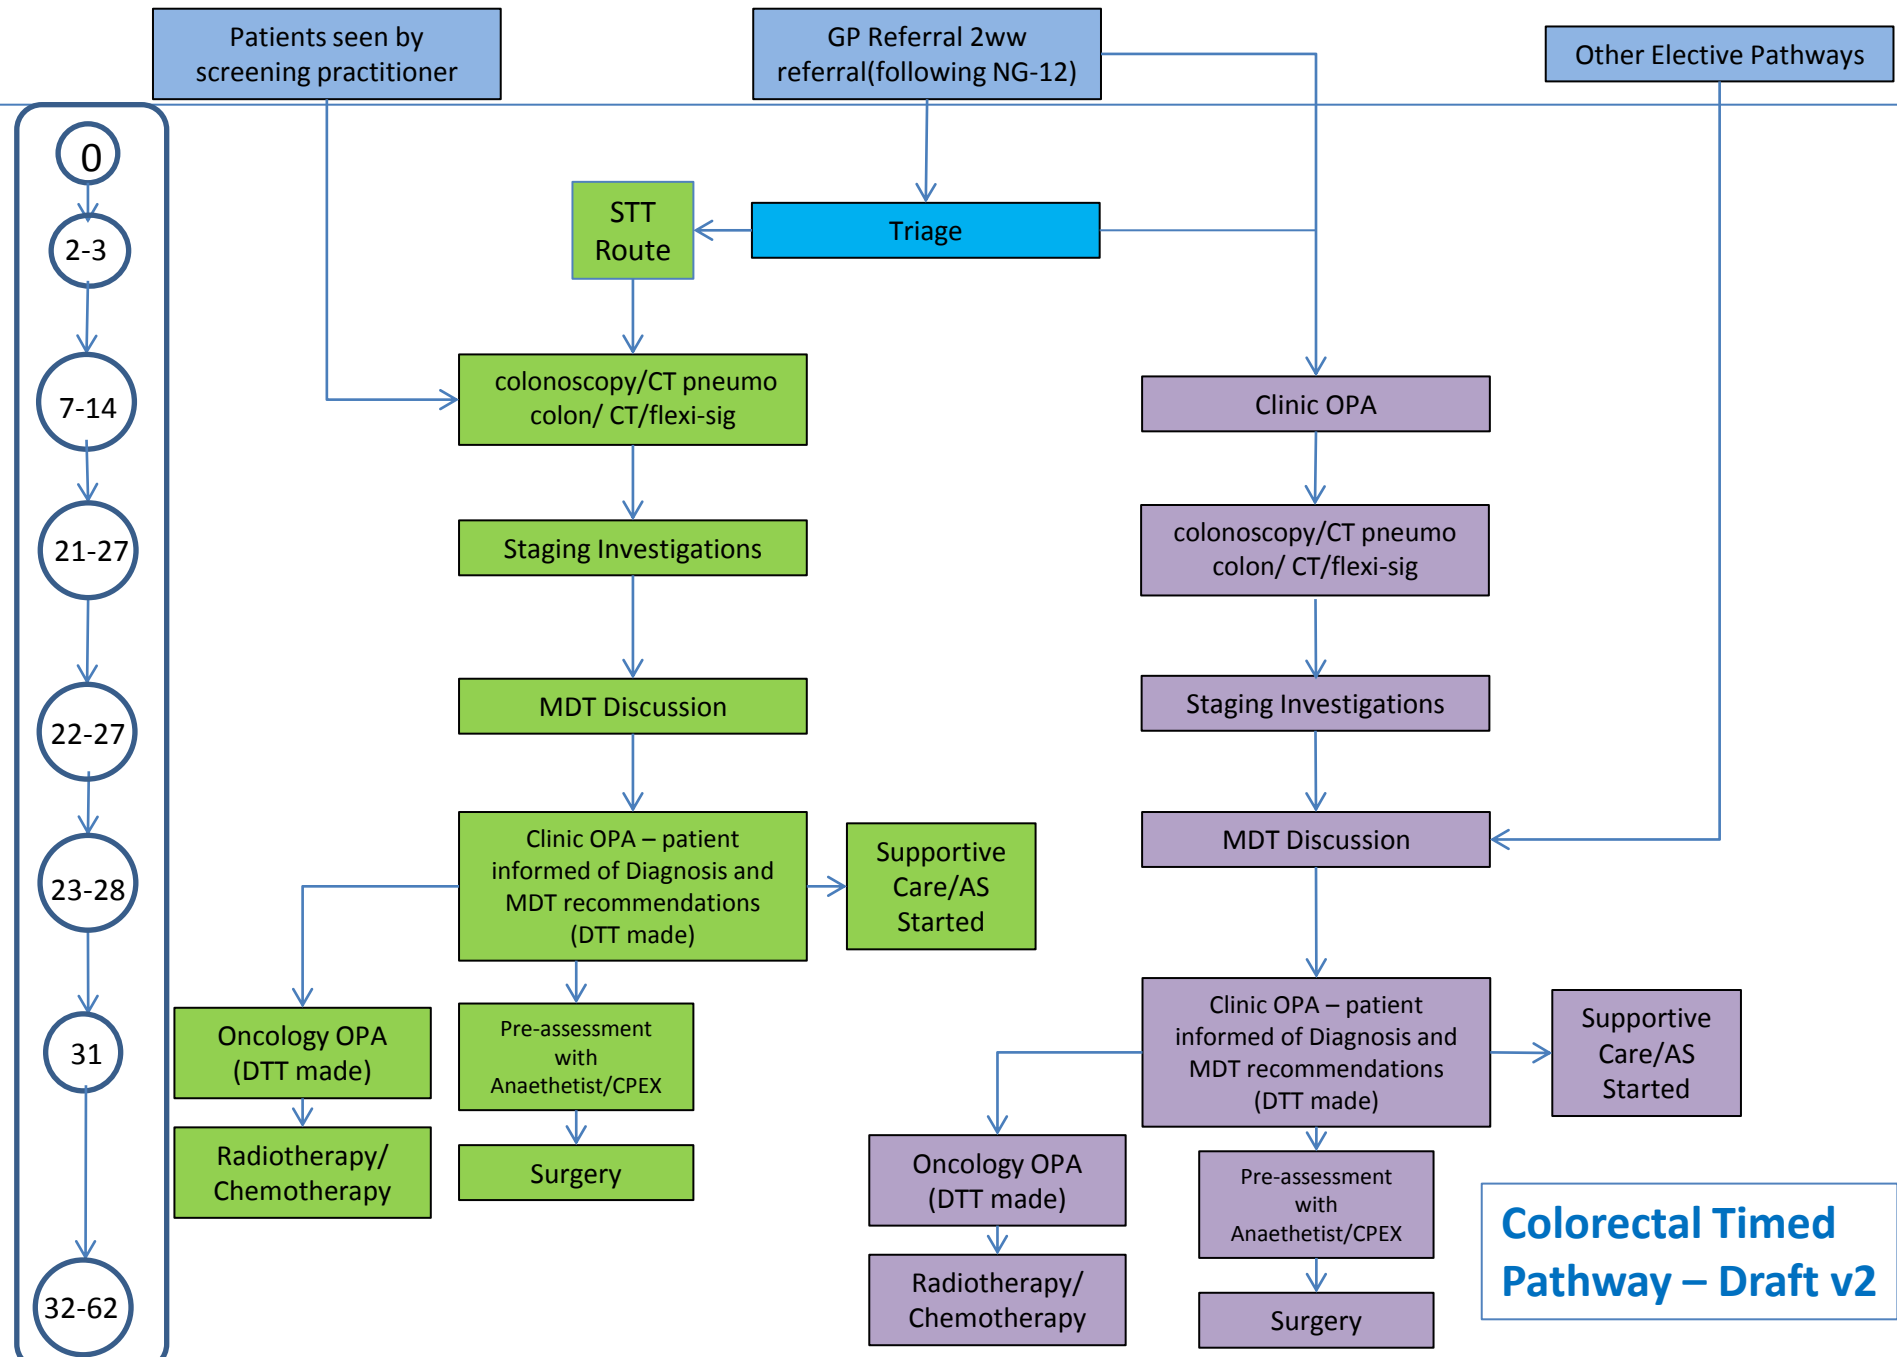 Patients seen by
screening practitioner
GP Referral 2ww
referral(following NG-12)
Other Elective Pathways
0
2-3
7-14
21-27
22-27
23-28
31
32-62
STT
Route
Triage
colonoscopy/CT pneumo
colon/ CT/flexi-sig
Staging Investigations
MDT Discussion
Clinic OPA – patient
informed of Diagnosis and
MDT recommendations
(DTT made)
Supportive
Care/AS
Started
Oncology OPA
(DTT made)
Radiotherapy/
Chemotherapy
Pre-assessment
with
Anaethetist/CPEX
Surgery
Clinic OPA
colonoscopy/CT pneumo
colon/ CT/flexi-sig
Staging Investigations
MDT Discussion
Clinic OPA – patient
informed of Diagnosis and
MDT recommendations
(DTT made)
Supportive
Care/AS
Started
Oncology OPA
(DTT made)
Radiotherapy/
Chemotherapy
Pre-assessment
with
Anaethetist/CPEX
Surgery
Colorectal Timed
Pathway – Draft v2